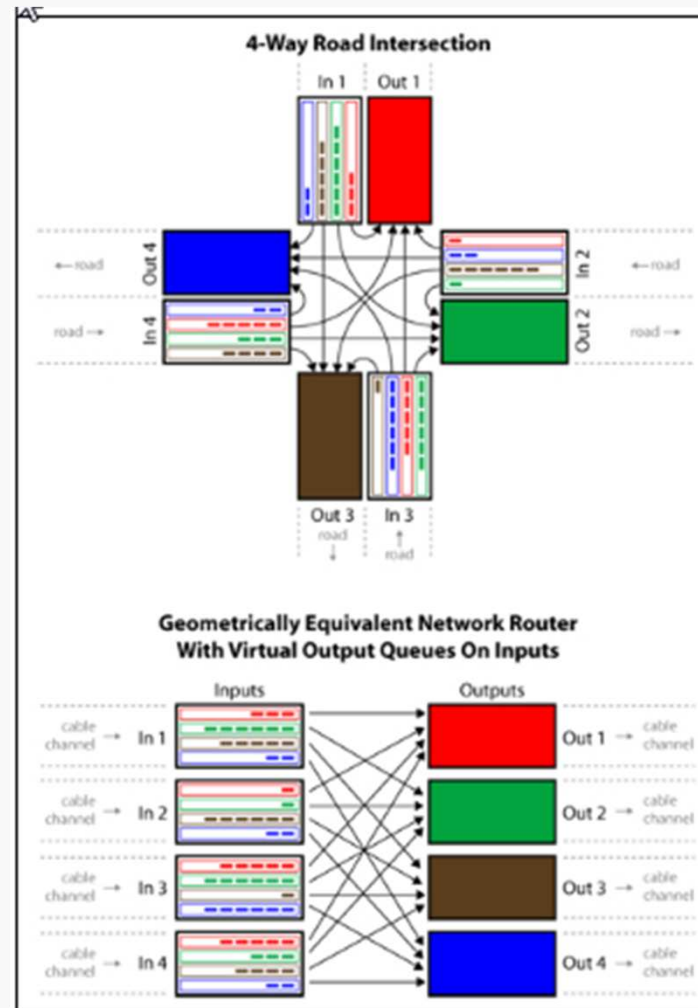 4-Way Road Intersection
In 1 Out 1
Out 4
←road
In 2
←road
In 4
road→
Out 2
road→
Out 3 In 3
road
↓
↑
road
Geometrically Equivalent Network Router
With Virtual Output Queues On Inputs
Inputs Outputs
cable
channel → In 1
Out 1 → cable
channel
cable
channel → In 2
Out 2 → cable
channel
cable
channel → In 3
Out 3 → cable
channel
cable
channel → In 4
Out 4 → cable
channel